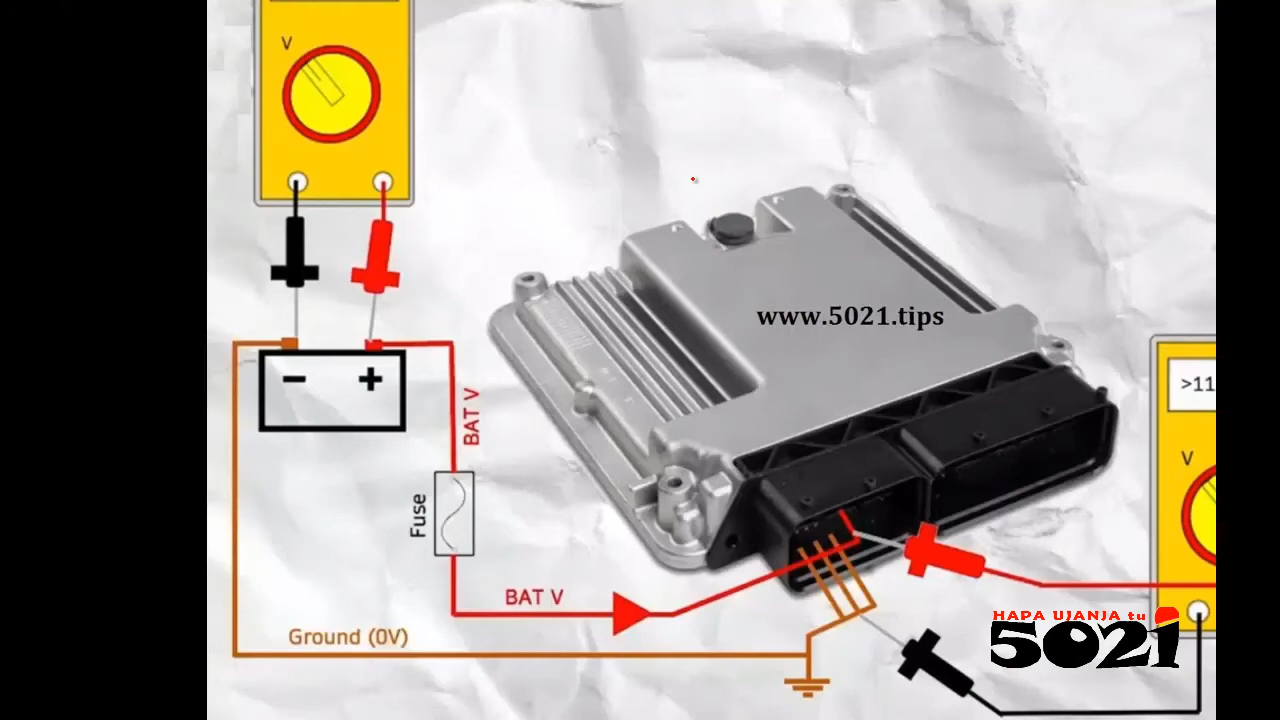 V
www.5021.tips
− +
BAT V
>11
V
Fuse
BAT V
Ground (0V)
HAPA UJANJA tu
5021